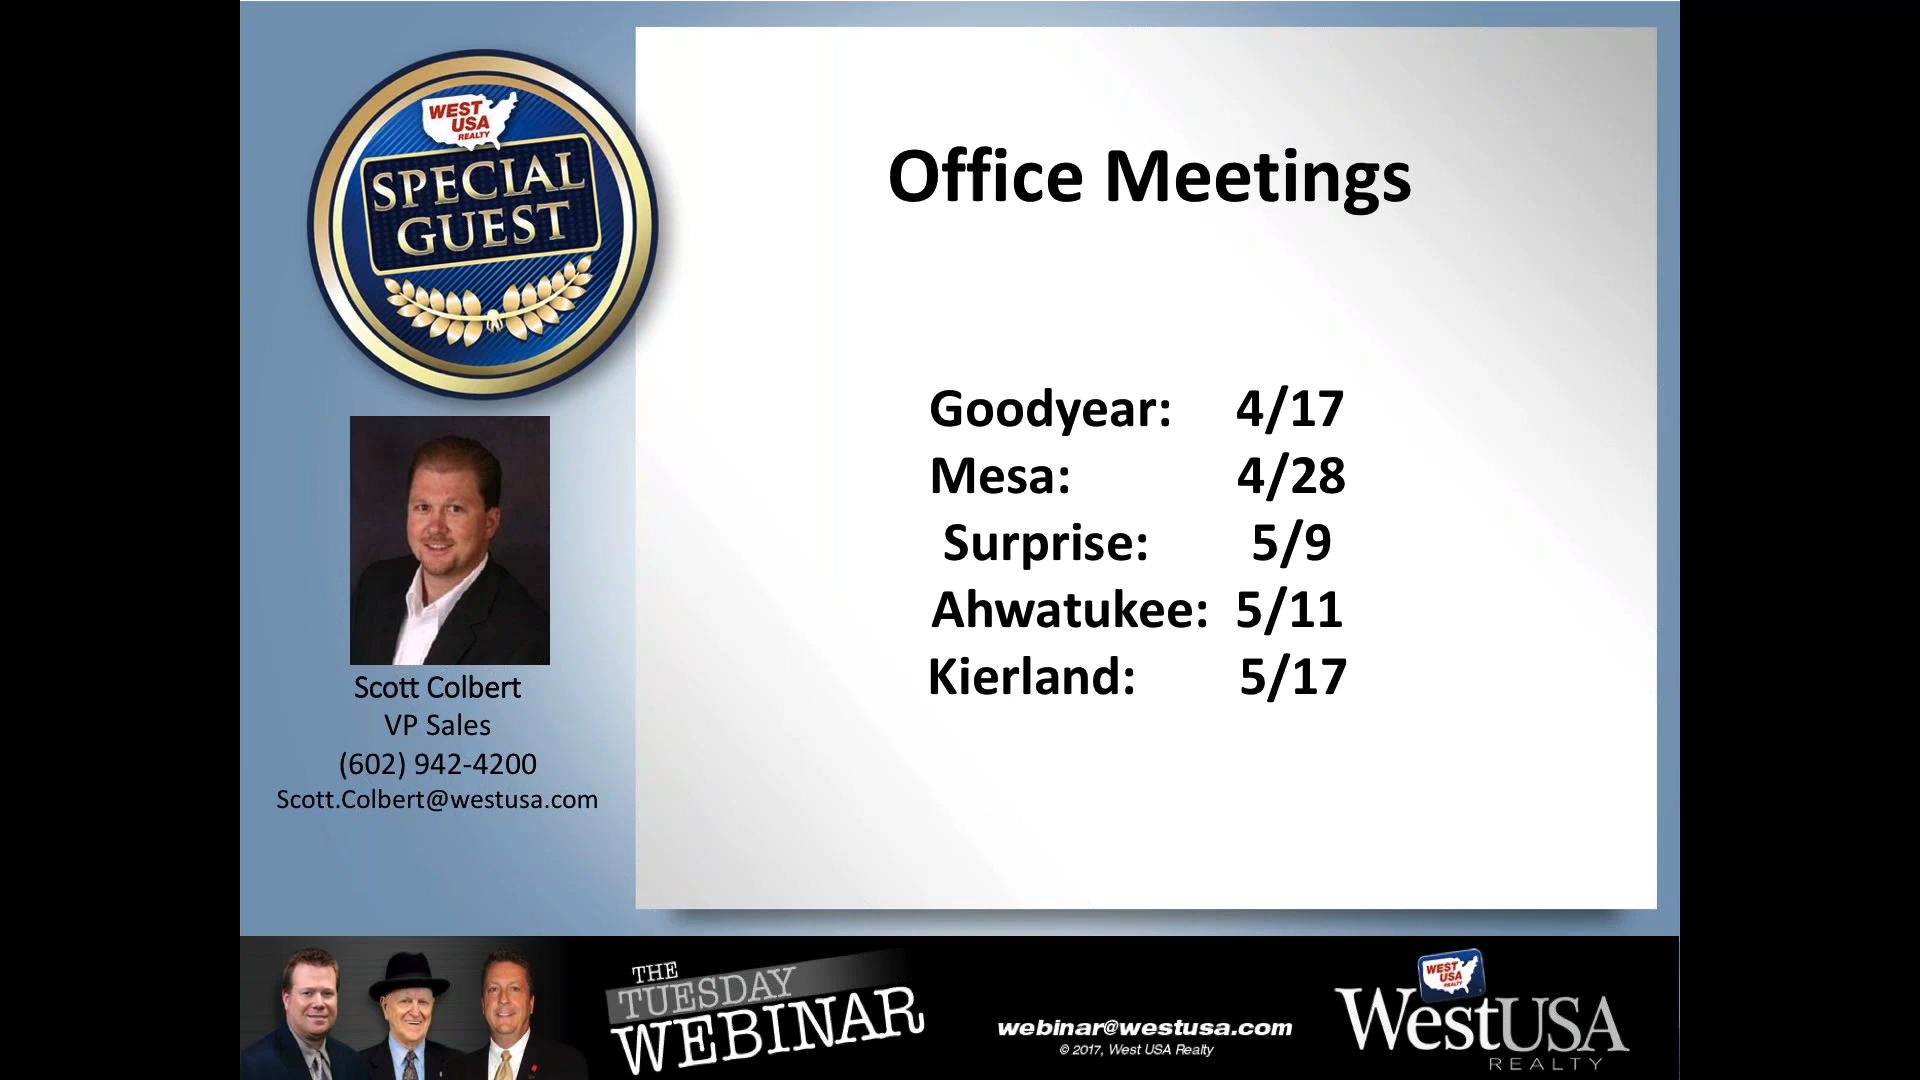 WEST
USA
REALTY
SPECIAL
GUEST
Scott Colbert
VP Sales
(602) 942-4200
Scott.Colbert@westusa.com
Office Meetings
Goodyear: 4/17
Mesa: 4/28
Surprise: 5/9
Ahwatukee: 5/11
Kierland: 5/17
THE
TUESDAY
WEBINAR
webinar@westusa.com
© 2017, West USA Realty
WEST
USA
REALTY
WestUSA
REALTY